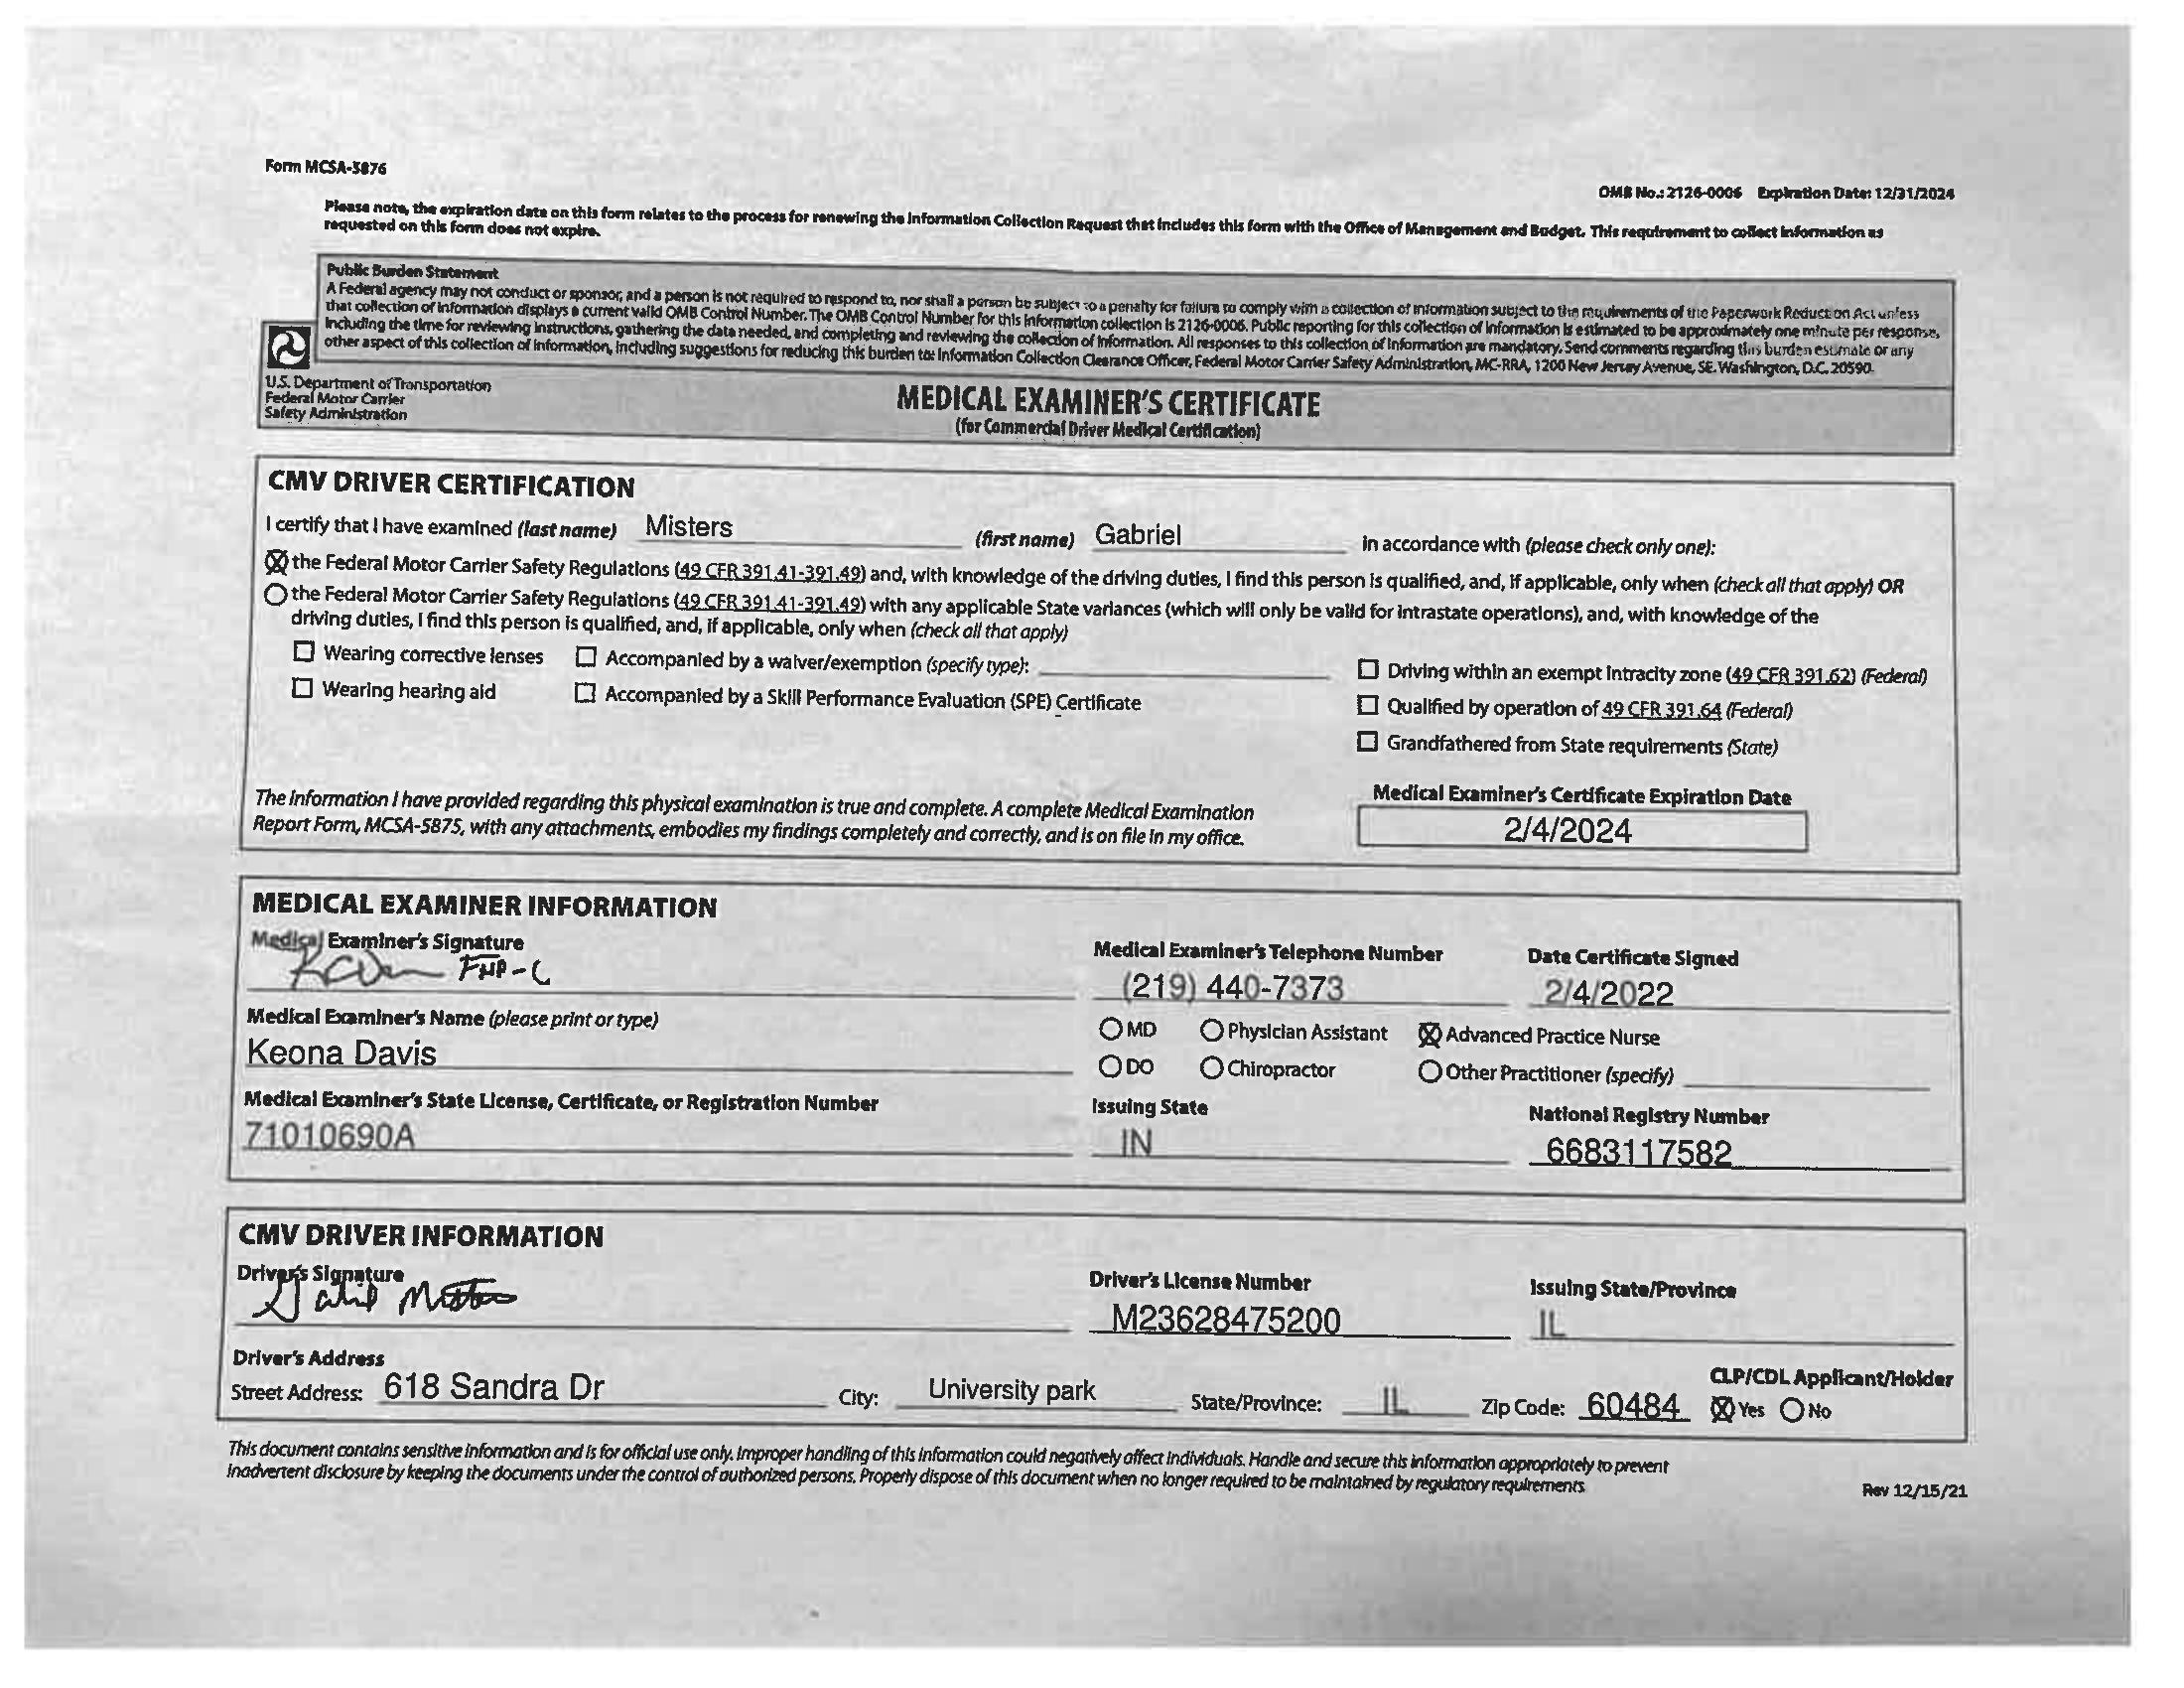 Form MCSA-5876
OMB No.: 2126-0006 Expiration Date: 12/31/2024
Please note, the expiration date on this form relates to the process for renewing the Information Collection Request that includes this form with the Office of Management and Budget. This requirement to collect information as
requested on this form does not expire.
Public Burden Statement
A Federal agency may not conduct or sponsor, and a person is not required to respond to, nor shall a person be subject to a penalty for failure to comply with a collection of information subject to the requirements of the Paperwork Reduction Act unless
that collection of information displays a current valid OMB Control Number. The OMB Control Number for this information collection is 2126-0006. Public reporting for this collection of information is estimated to be approximately one minute per response,
including the time for reviewing instructions, gathering the data needed, and completing and reviewing the collection of information. All responses to this collection of information are mandatory. Send comments regarding this burden estimate or any
other aspect of this collection of information, including suggestions for reducing this burden to: Information Collection Clearance Officer, Federal Motor Carrier Safety Administration, MC-RRA, 1200 New Jersey Avenue, SE. Washington, D.C. 20590.
U.S. Department of Transportation
Federal Motor Carrier
Safety Administration
MEDICAL EXAMINER'S CERTIFICATE
(for Commercial Driver Medical Certification)
CMV DRIVER CERTIFICATION
I certify that I have examined (last name) Misters (first name) Gabriel in accordance with (please check only one):
the Federal Motor Carrier Safety Regulations (49 CFR 391.41-391.49) and, with knowledge of the driving duties, I find this person is qualified, and, if applicable, only when (check all that apply) OR
the Federal Motor Carrier Safety Regulations (49 CFR 391.41-391.49) with any applicable State variances (which will only be valid for intrastate operations), and, with knowledge of the
driving duties, I find this person is qualified, and, if applicable, only when (check all that apply)
Wearing corrective lenses Accompanied by a waiver/exemption (specify type): Driving within an exempt intracity zone (49 CFR 391.62) (Federal)
Wearing hearing aid Accompanied by a Skill Performance Evaluation (SPE) Certificate Qualified by operation of 49 CFR 391.64 (Federal)
Grandfathered from State requirements (State)
The information I have provided regarding this physical examination is true and complete. A complete Medical Examination
Report Form, MCSA-5875, with any attachments, embodies my findings completely and correctly, and is on file in my office.
Medical Examiner's Certificate Expiration Date
2/4/2024
MEDICAL EXAMINER INFORMATION
Medical Examiner's Signature Medical Examiner's Telephone Number Date Certificate Signed
FNP-C (219) 440-7373 2/4/2022
Medical Examiner's Name (please print or type) MD Physician Assistant Advanced Practice Nurse
Keona Davis DO Chiropractor Other Practitioner (specify)
Medical Examiner's State License, Certificate, or Registration Number Issuing State National Registry Number
71010690A IN 6683117582
CMV DRIVER INFORMATION
Driver's Signature Driver's License Number Issuing State/Province
M23628475200 IL
Driver's Address CLP/CDL Applicant/Holder
Street Address: 618 Sandra Dr City: University park State/Province: IL Zip Code: 60484 Yes No
This document contains sensitive information and is for official use only. Improper handling of this information could negatively affect individuals. Handle and secure this information appropriately to prevent
inadvertent disclosure by keeping the documents under the control of authorized persons. Properly dispose of this document when no longer required to be maintained by regulatory requirements.
Rev 12/15/21